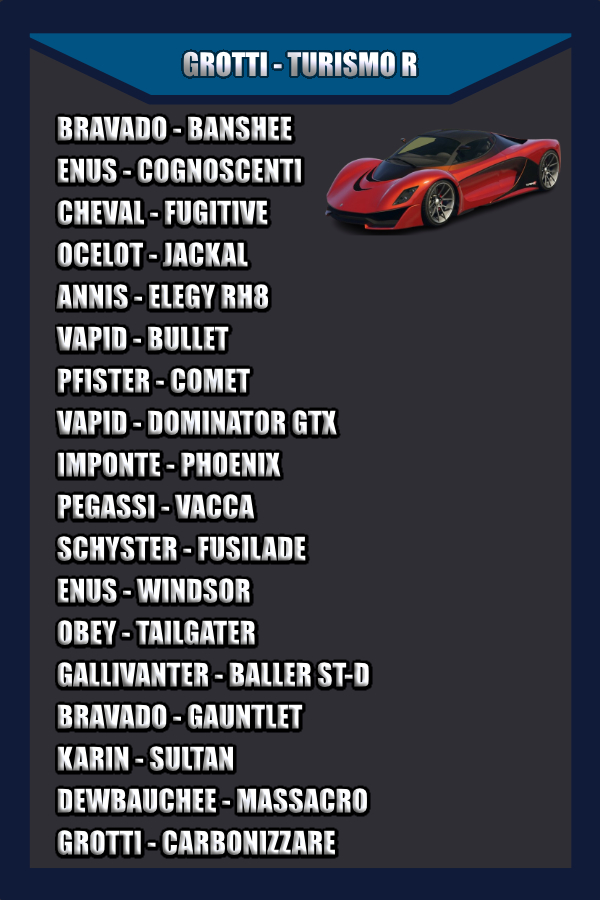 GROTTI - TURISMO R
BRAVADO - BANSHEE
ENUS - COGNOSCENTI
CHEVAL - FUGITIVE
OCELOT - JACKAL
ANNIS - ELEGY RH8
VAPID - BULLET
PFISTER - COMET
VAPID - DOMINATOR GTX
IMPONTE - PHOENIX
PEGASSI - VACCA
SCHYSTER - FUSILADE
ENUS - WINDSOR
OBEY - TAILGATER
GALLIVANTER - BALLER ST-D
BRAVADO - GAUNTLET
KARIN - SULTAN
DEWBAUCHEE - MASSACRO
GROTTI - CARBONIZZARE